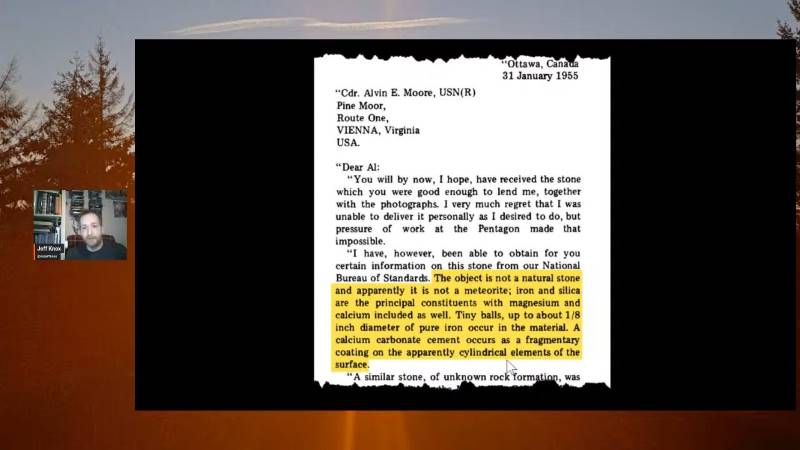 "Ottawa, Canada
31 January 1955
"Cdr. Alvin E. Moore, USN(R)
Pine Moor,
Route One,
VIENNA, Virginia
USA.
"Dear Al:
"You will by now, I hope, have received the stone
which you were good enough to lend me, together
with the photographs. I very much regret that I was
unable to deliver it personally as I desired to do, but
pressure of work at the Pentagon made that
impossible.
"I have, however, been able to obtain for you
certain information on this stone from our National
Bureau of Standards. The object is not a natural stone
and apparently it is not a meteorite; iron and silica
are the principal constituents with magnesium and
calcium included as well. Tiny balls, up to about 1/8
inch diameter of pure iron occur in the material. A
calcium carbonate cement occurs as a fragmentary
coating on the apparently cylindrical elements of the
surface.
"A similar stone, of unknown rock formation, was
Jeff Knox